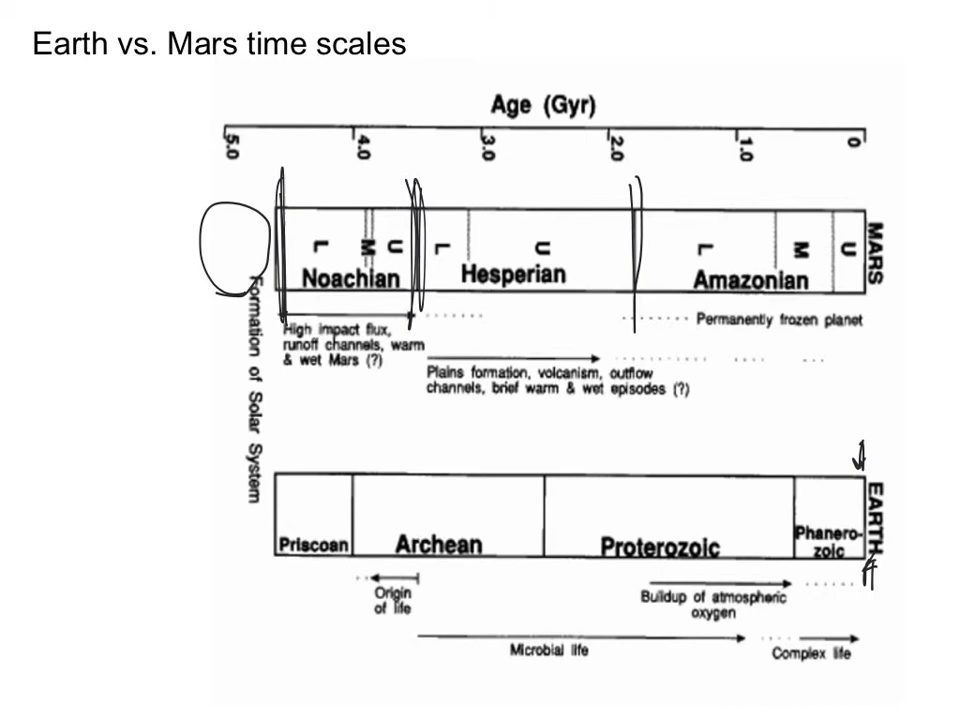 Earth vs. Mars time scales
Age (Gyr)
5.0 4.0 3.0 2.0 1.0 0
L M U L U L M U
Noachian Hesperian Amazonian
MARS
High impact flux,
runoff channels, warm
& wet Mars (?)
Permanently frozen planet
Plains formation, volcanism, outflow
channels, brief warm & wet episodes (?)
Formation of Solar System
Priscoan Archean Proterozoic
Phanero-
zoic
EARTH
Origin
of life
Buildup of atmospheric
oxygen
Microbial life
Complex life